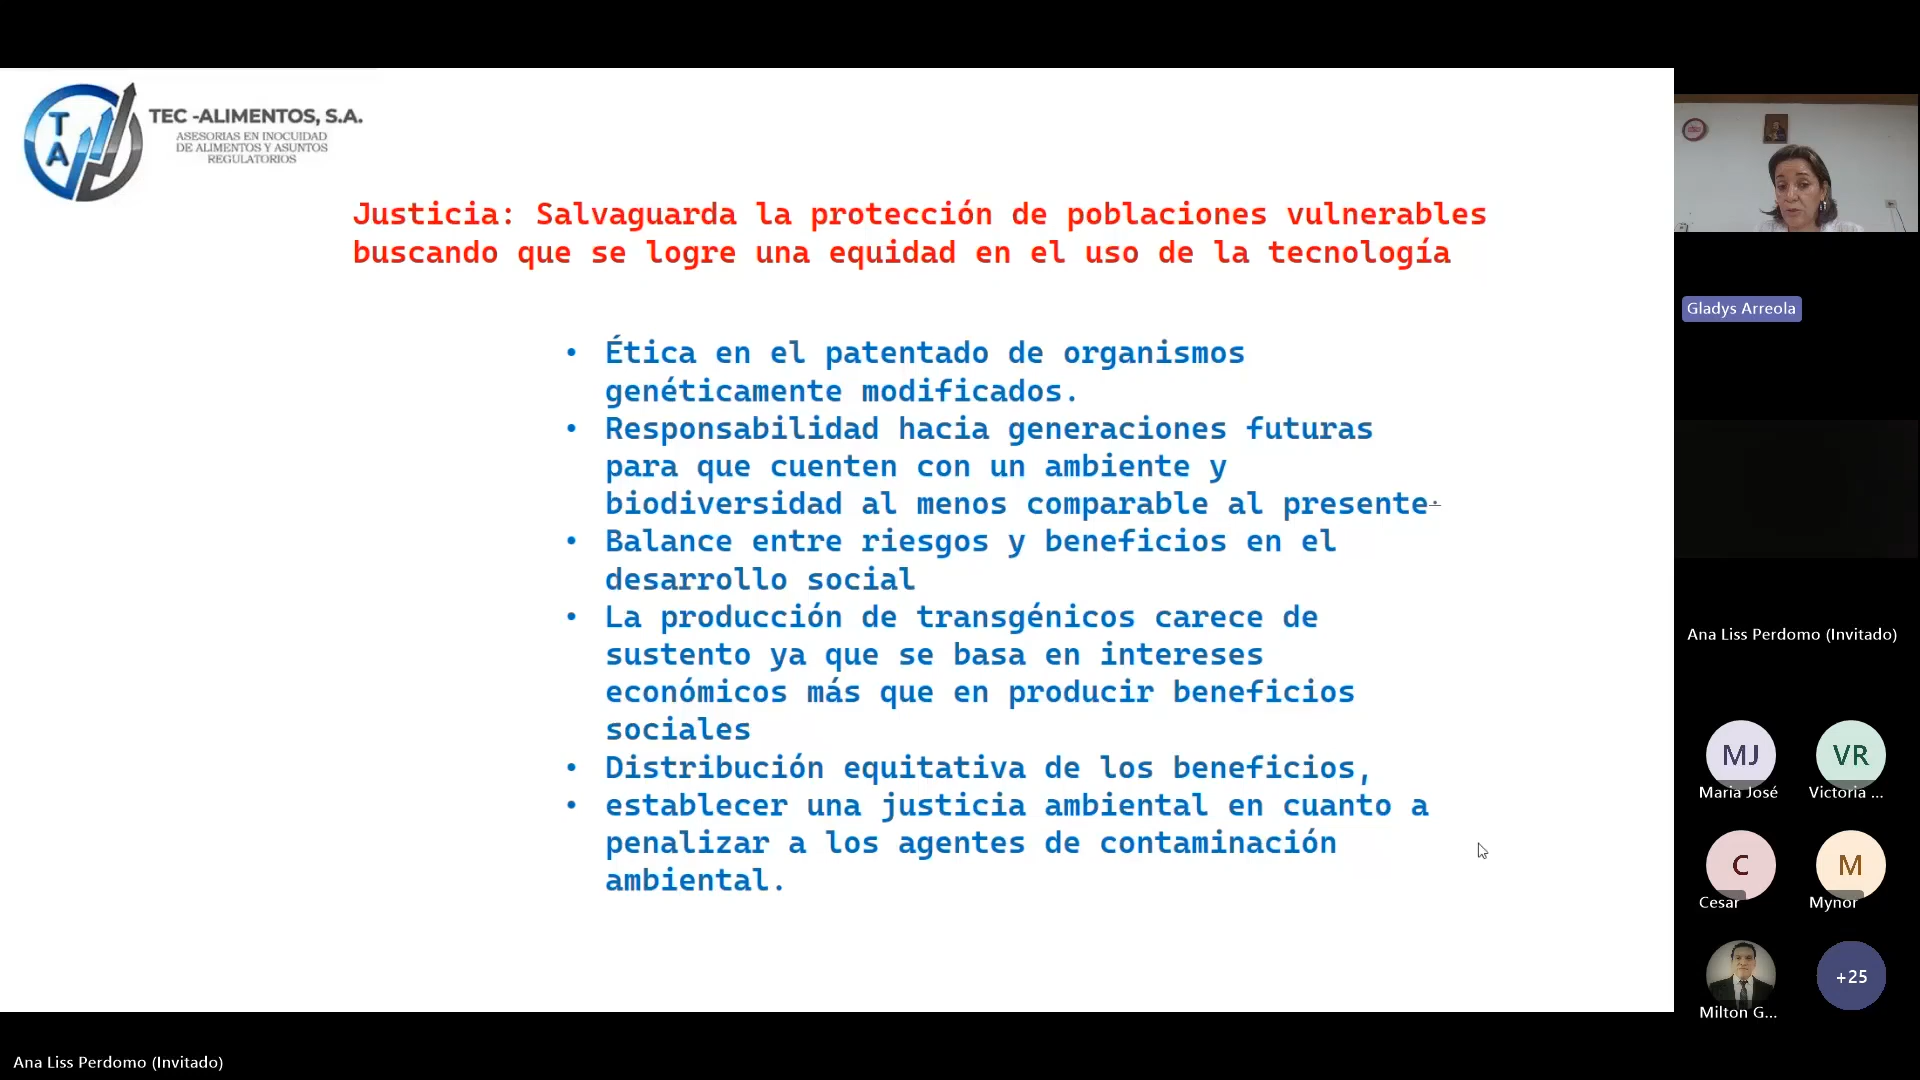 T
A
TEC -ALIMENTOS, S.A.
ASESORIAS EN INOCUIDAD
DE ALIMENTOS Y ASUNTOS
REGULATORIOS
Justicia: Salvaguarda la protección de poblaciones vulnerables
buscando que se logre una equidad en el uso de la tecnología
• Ética en el patentado de organismos
genéticamente modificados.
• Responsabilidad hacia generaciones futuras
para que cuenten con un ambiente y
biodiversidad al menos comparable al presente.
• Balance entre riesgos y beneficios en el
desarrollo social
• La producción de transgénicos carece de
sustento ya que se basa en intereses
económicos más que en producir beneficios
sociales
• Distribución equitativa de los beneficios,
• establecer una justicia ambiental en cuanto a
penalizar a los agentes de contaminación
ambiental.
Gladys Arreola
Ana Liss Perdomo (Invitado)
MJ
VR
Maria José
Victoria ...
C
M
Cesar
Mynor
+25
Milton G...
Ana Liss Perdomo (Invitado)